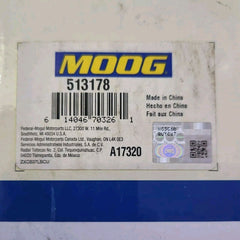 MOOG
513178
Made in China
Hecho en China
Fait aux China
6 14046 70326 1
Federal-Mogul Motorparts LLC, 27300 W. 11 Mile Rd.,
Southfield, MI 48034 U.S.A.
Federal-Mogul Motorparts Canada Ltd., Vaughan, ON L4K
Servicios Administrativos Industriales, S.A. de C.V.
A17320